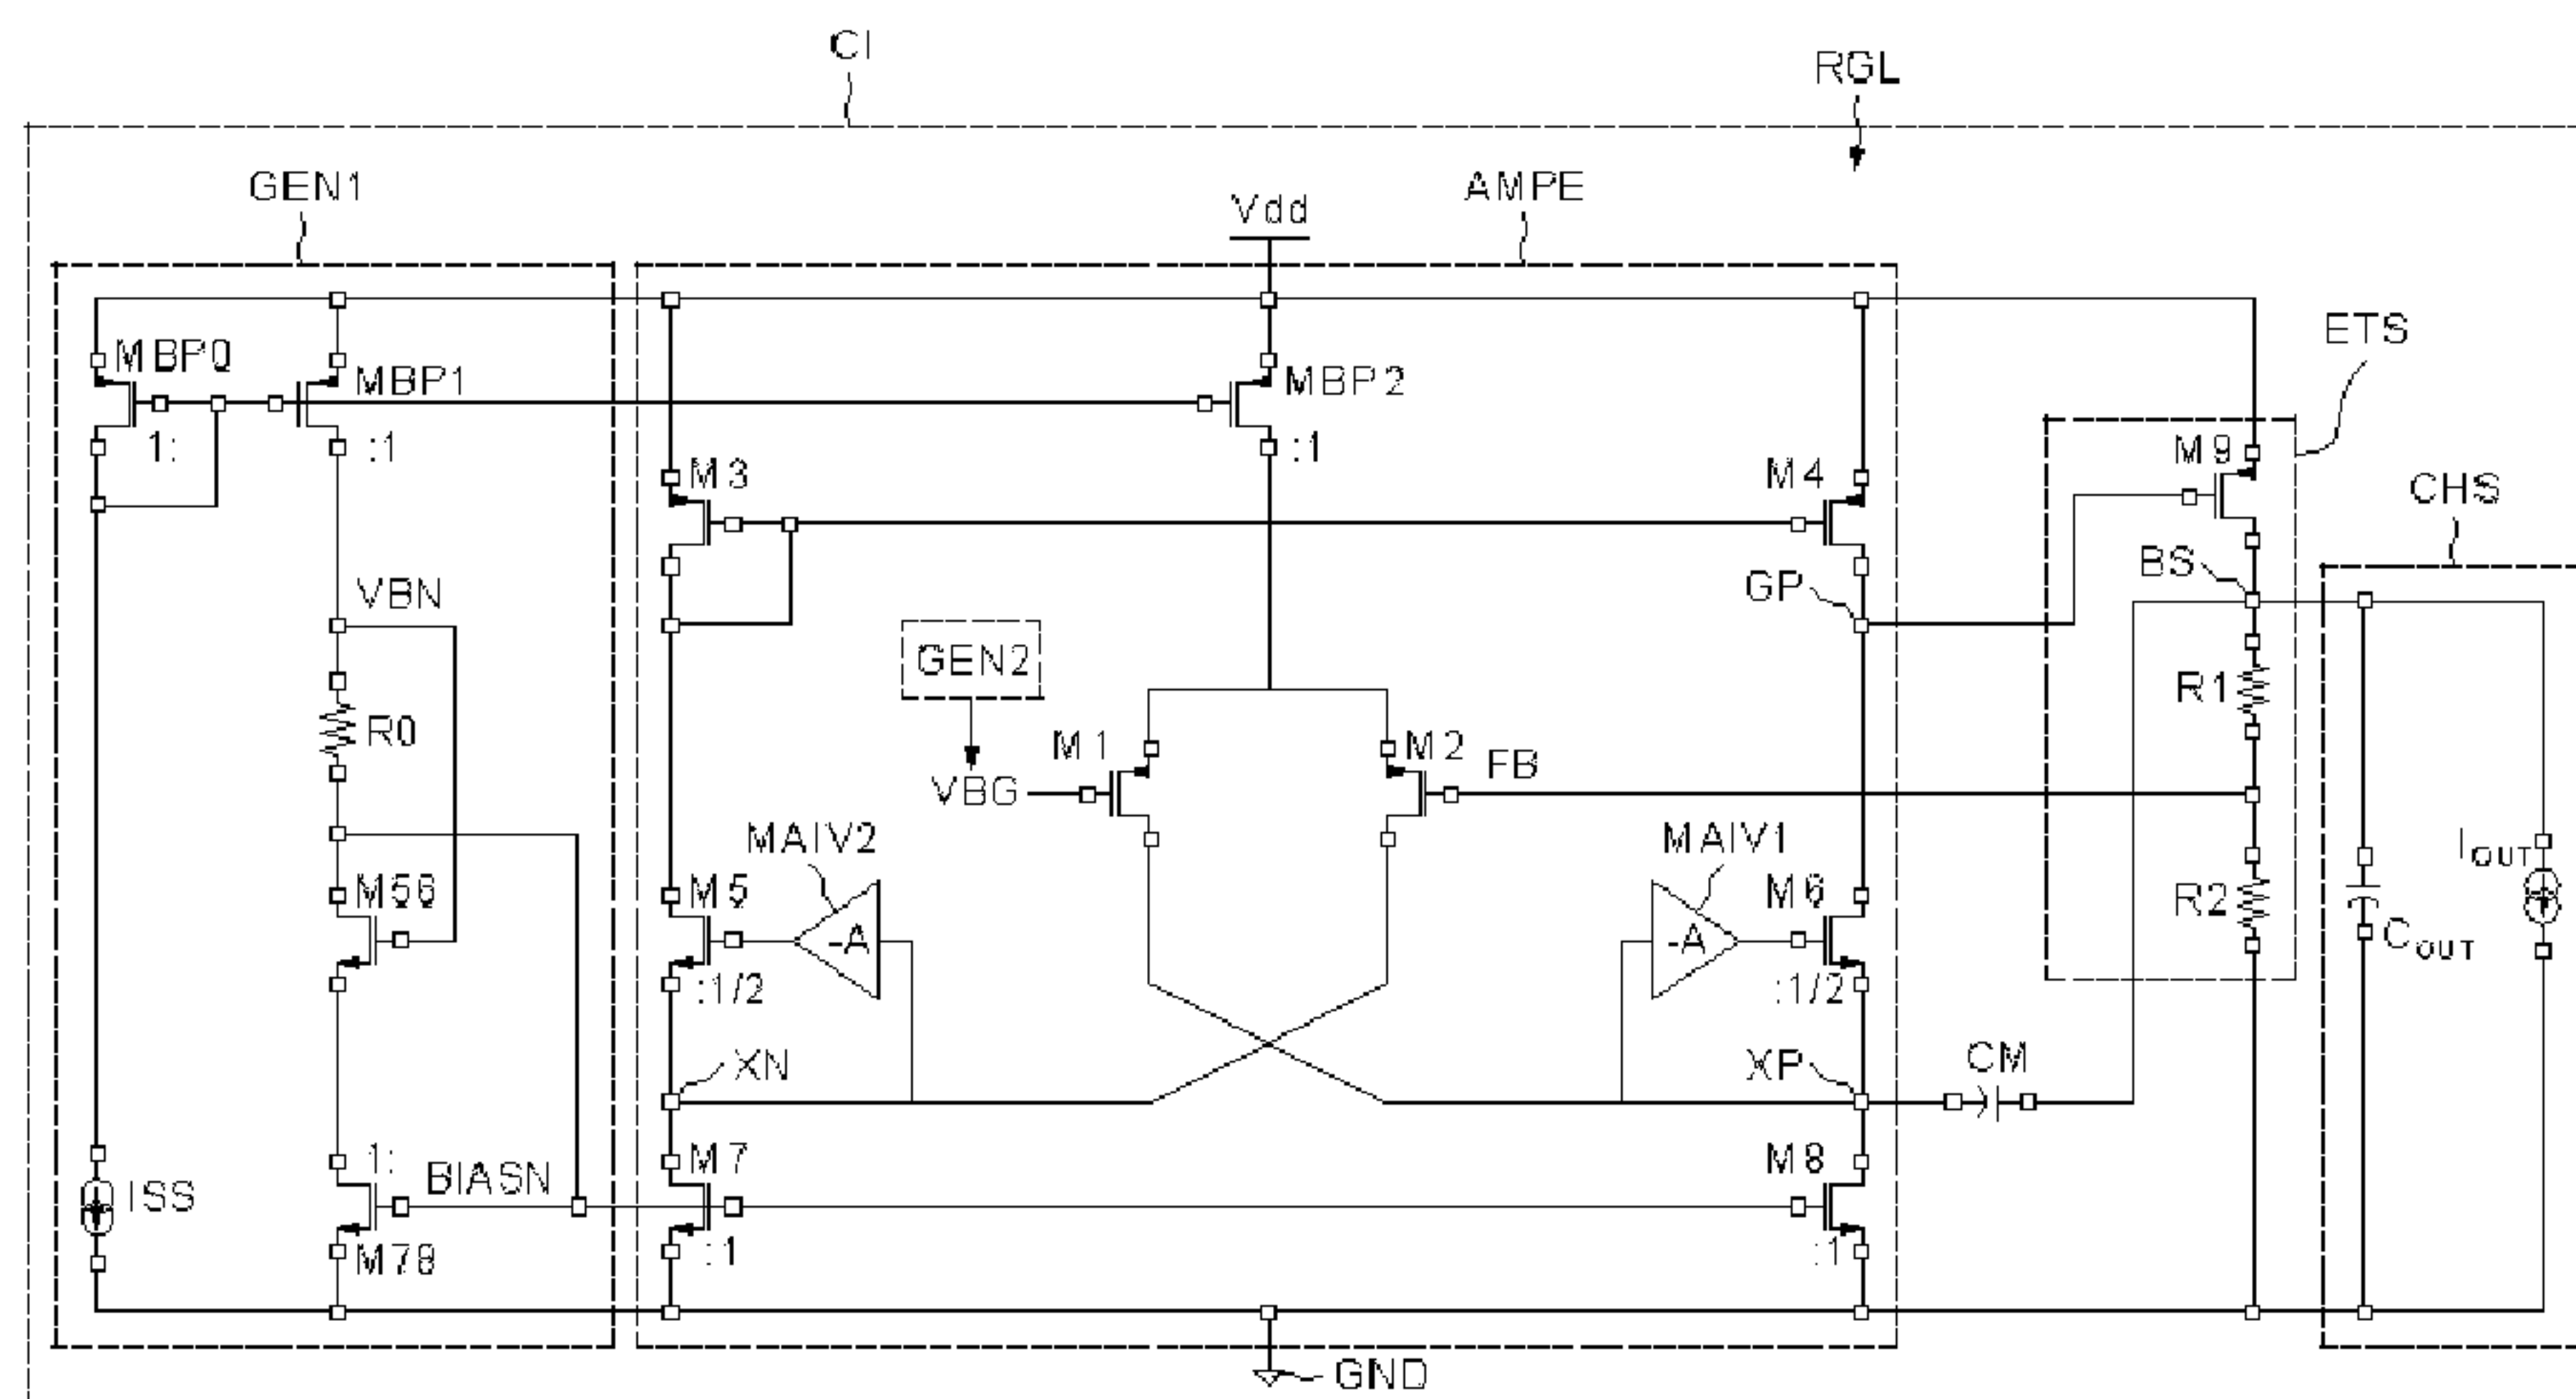 CI
RGL
GEN1
AMPE
Vdd
ETS
MBP0
MBP1
MBP2
1:
:1
:1
M3
M4
M9
CHS
BS
VBN
GP
GEN2
R0
R1
M1
M2
FB
VBG
MAIV2
MAIV1
IOUT
M56
M5
-A
-A
M6
R2
COUT
:1/2
:1/2
XN
XP
CM
1:
M7
M8
ISS
BIASN
M78
:1
:1
GND